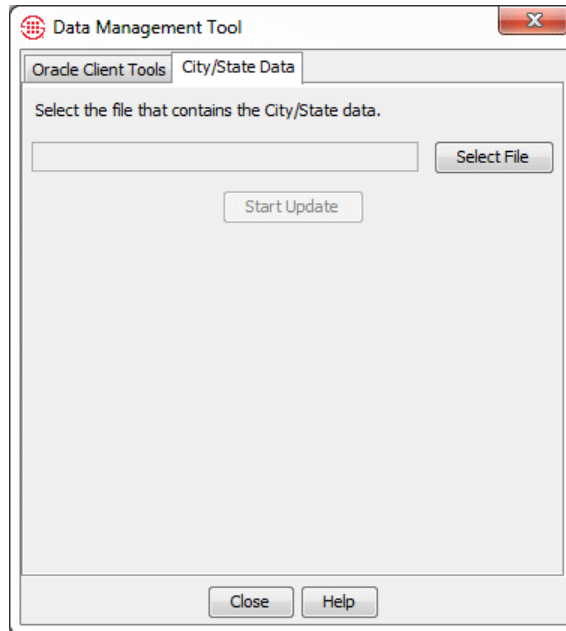 Data Management Tool
Oracle Client Tools City/State Data
Select the file that contains the City/State data.
Select File
Start Update
Close Help